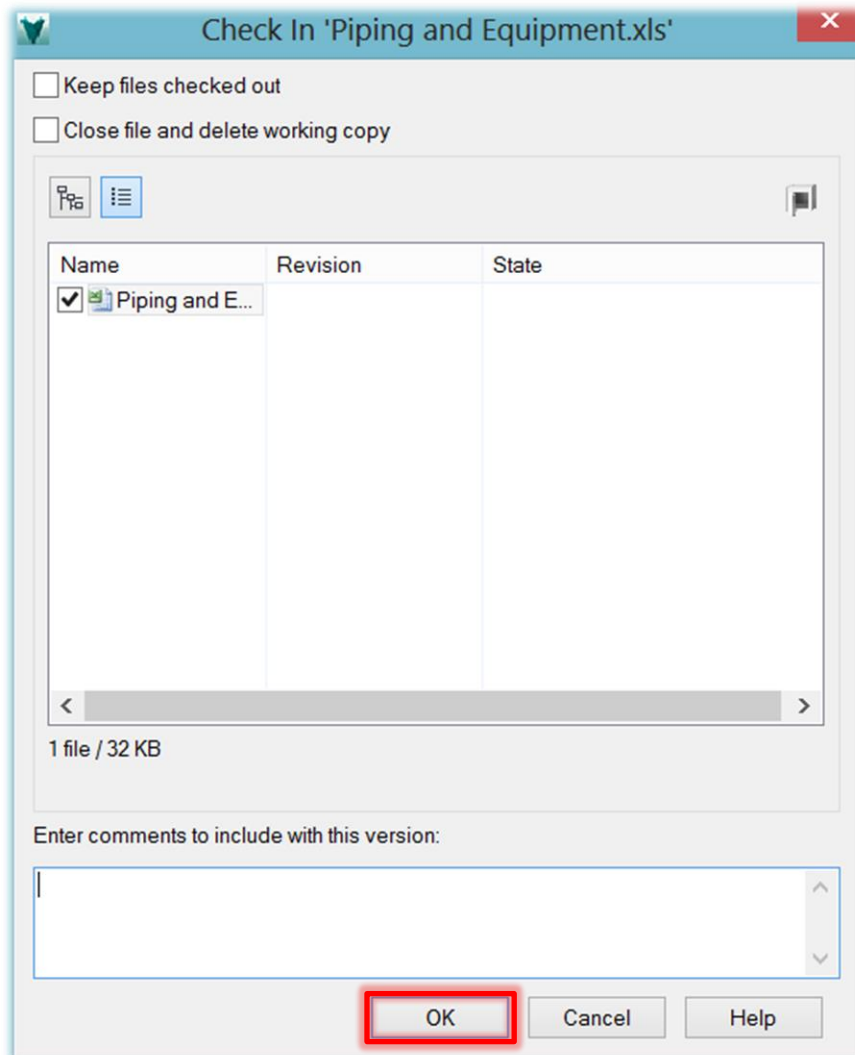 Check In 'Piping and Equipment.xls'
Keep files checked out
Close file and delete working copy
Name Revision State
Piping and E...
1 file / 32 KB
Enter comments to include with this version:
OK Cancel Help